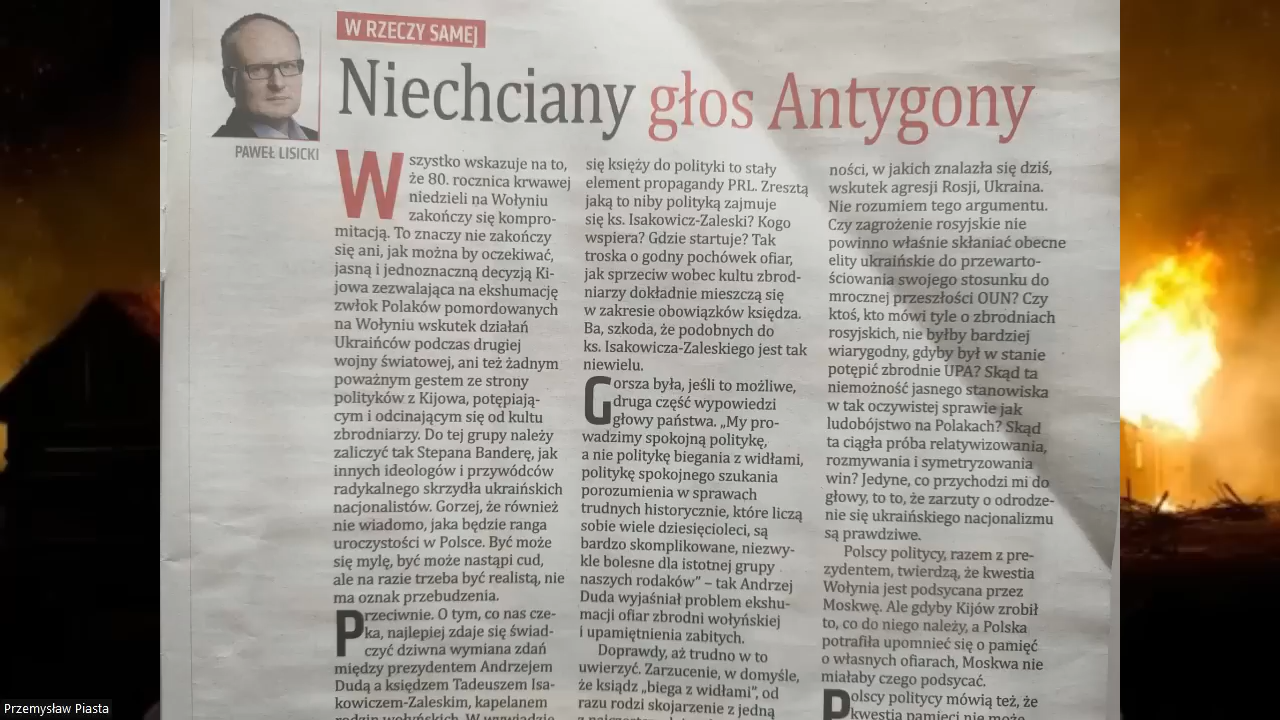 W RZECZY SAMEJ
Niechciany głos Antygony
PAWEŁ LISICKI
Wszystko wskazuje na to,
że 80. rocznica krwawej
niedzieli na Wołyniu
zakończy się kompro-
mitacją. To znaczy nie zakończy
się ani, jak można by oczekiwać,
jasną i jednoznaczną decyzją Ki-
jowa zezwalająca na ekshumację
zwłok Polaków pomordowanych
na Wołyniu wskutek działań
Ukraińców podczas drugiej
wojny światowej, ani też żadnym
poważnym gestem ze strony
polityków z Kijowa, potępiają-
cym i odcinającym się od kultu
zbrodniarzy. Do tej grupy należy
zaliczyć tak Stepana Banderę, jak
innych ideologów i przywódców
radykalnego skrzydła ukraińskich
nacjonalistów. Gorzej, że również
nie wiadomo, jaka będzie ranga
uroczystości w Polsce. Być może
się mylę, być może nastąpi cud,
ale na razie trzeba być realistą, nie
ma oznak przebudzenia.
Przeciwnie. O tym, co nas cze-
ka, najlepiej zdaje się świad-
czyć dziwna wymiana zdań
między prezydentem Andrzejem
Dudą a księdzem Tadeuszem Isa-
kowiczem-Zaleskim, kapelanem
rodzin wołyńskich. W wywiadzie
się księży do polityki to stały
element propagandy PRL. Zresztą
jaką to niby polityką zajmuje
się ks. Isakowicz-Zaleski? Kogo
wspiera? Gdzie startuje? Tak
troska o godny pochówek ofiar,
jak sprzeciw wobec kultu zbrod-
niarzy dokładnie mieszczą się
w zakresie obowiązków księdza.
Ba, szkoda, że podobnych do
ks. Isakowicza-Zaleskiego jest tak
niewielu.
Gorsza była, jeśli to możliwe,
druga część wypowiedzi
głowy państwa. „My pro-
wadzimy spokojną politykę,
a nie politykę biegania z widłami,
politykę spokojnego szukania
porozumienia w sprawach
trudnych historycznie, które liczą
sobie wiele dziesięcioleci, są
bardzo skomplikowane, niezwy-
kle bolesne dla istotnej grupy
naszych rodaków” – tak Andrzej
Duda wyjaśniał problem ekshu-
macji ofiar zbrodni wołyńskiej
i upamiętnienia zabitych.
Doprawdy, aż trudno w to
uwierzyć. Zarzucenie, w domyśle,
że ksiądz „biega z widłami”, od
razu rodzi skojarzenie z jedną
ności, w jakich znalazła się dziś,
wskutek agresji Rosji, Ukraina.
Nie rozumiem tego argumentu.
Czy zagrożenie rosyjskie nie
powinno właśnie skłaniać obecne
elity ukraińskie do przewarto-
ściowania swojego stosunku do
mrocznej przeszłości OUN? Czy
ktoś, kto mówi tyle o zbrodniach
rosyjskich, nie byłby bardziej
wiarygodny, gdyby był w stanie
potępić zbrodnie UPA? Skąd ta
niemożność jasnego stanowiska
w tak oczywistej sprawie jak
ludobójstwo na Polakach? Skąd
ta ciągła próba relatywizowania,
rozmywania i symetryzowania
win? Jedyne, co przychodzi mi do
głowy, to to, że zarzuty o odrodze-
nie się ukraińskiego nacjonalizmu
są prawdziwe.
Polscy politycy, razem z pre-
zydentem, twierdzą, że kwestia
Wołynia jest podsycana przez
Moskwę. Ale gdyby Kijów zrobił
to, co do niego należy, a Polska
potrafiła upomnieć się o pamięć
o własnych ofiarach, Moskwa nie
miałaby czego podsycać.
Polscy politycy mówią też, że
kwestia pamięci nie może
Przemysław Piasta